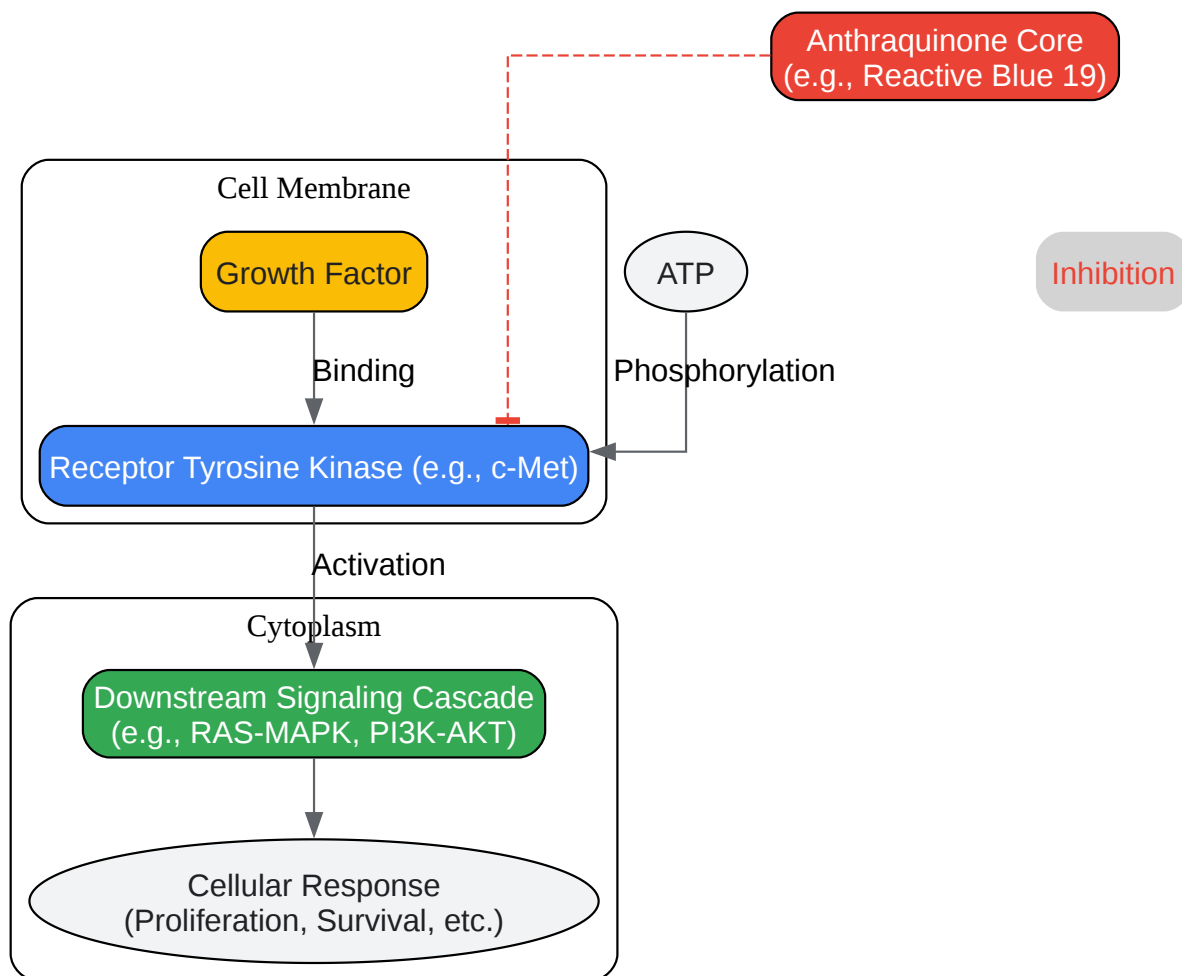 Anthraquinone Core
(e.g., Reactive Blue 19)
Cell Membrane
Growth Factor
ATP
Inhibition
Binding
Phosphorylation
Receptor Tyrosine Kinase (e.g., c-Met)
Activation
Cytoplasm
Downstream Signaling Cascade
(e.g., RAS-MAPK, PI3K-AKT)
Cellular Response
(Proliferation, Survival, etc.)